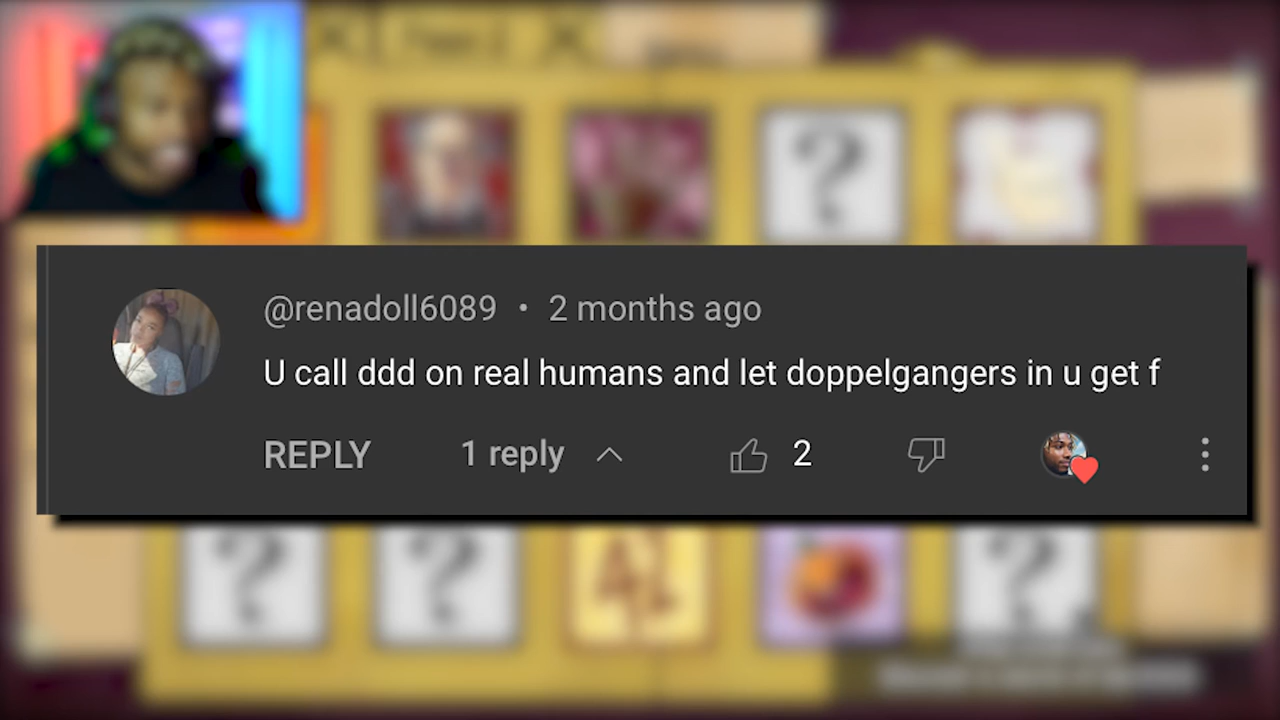 @renadoll6089 • 2 months ago
U call ddd on real humans and let doppelgangers in u get f
REPLY 1 reply 2
? 
? ? ?